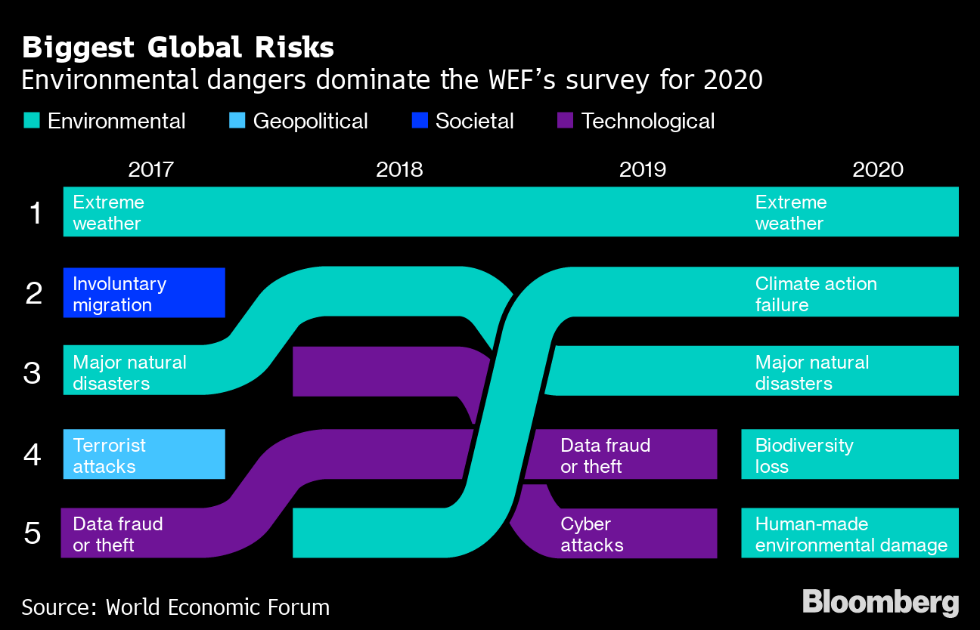 Biggest Global Risks
Environmental dangers dominate the WEF’s survey for 2020
Environmental Geopolitical Societal Technological
2017 2018 2019 2020
1
Extreme
weather
Extreme
weather
2
Involuntary
migration
Climate action
failure
3
Major natural
disasters
Major natural
disasters
4
Terrorist
attacks
Data fraud
or theft
Biodiversity
loss
5
Data fraud
or theft
Cyber
attacks
Human-made
environmental damage
Source: World Economic Forum
Bloomberg